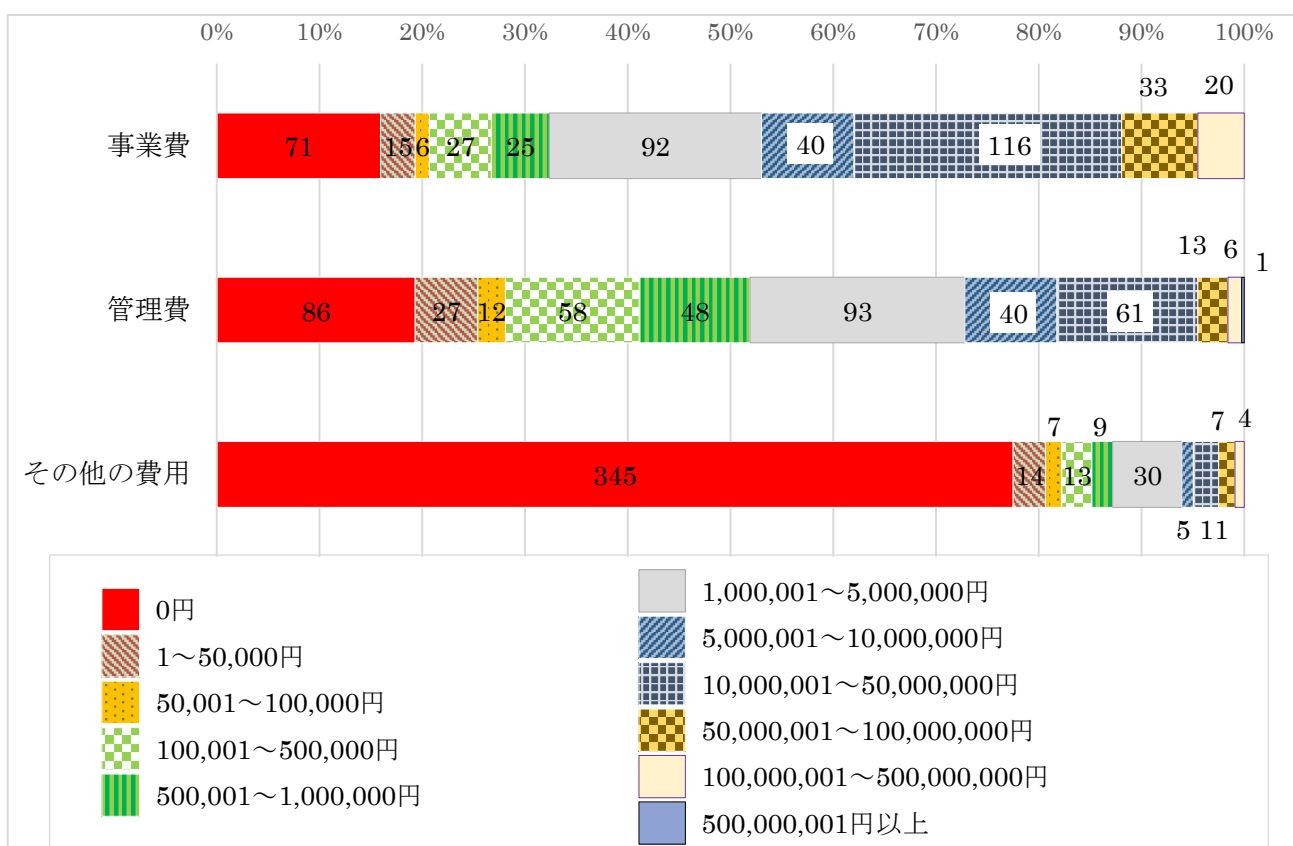 0% 10% 20% 30% 40% 50% 60% 70% 80% 90% 100%
33 20
事業費 71 15 6 27 25 92 40 116
13 6 1
管理費 86 27 12 58 48 93 40 61
7 9 7 4
その他の費用 345 14 13 30
5 11
0円
1～50,000円
50,001～100,000円
100,001～500,000円
500,001～1,000,000円
1,000,001～5,000,000円
5,000,001～10,000,000円
10,000,001～50,000,000円
50,000,001～100,000,000円
100,000,001～500,000,000円
500,000,001円以上